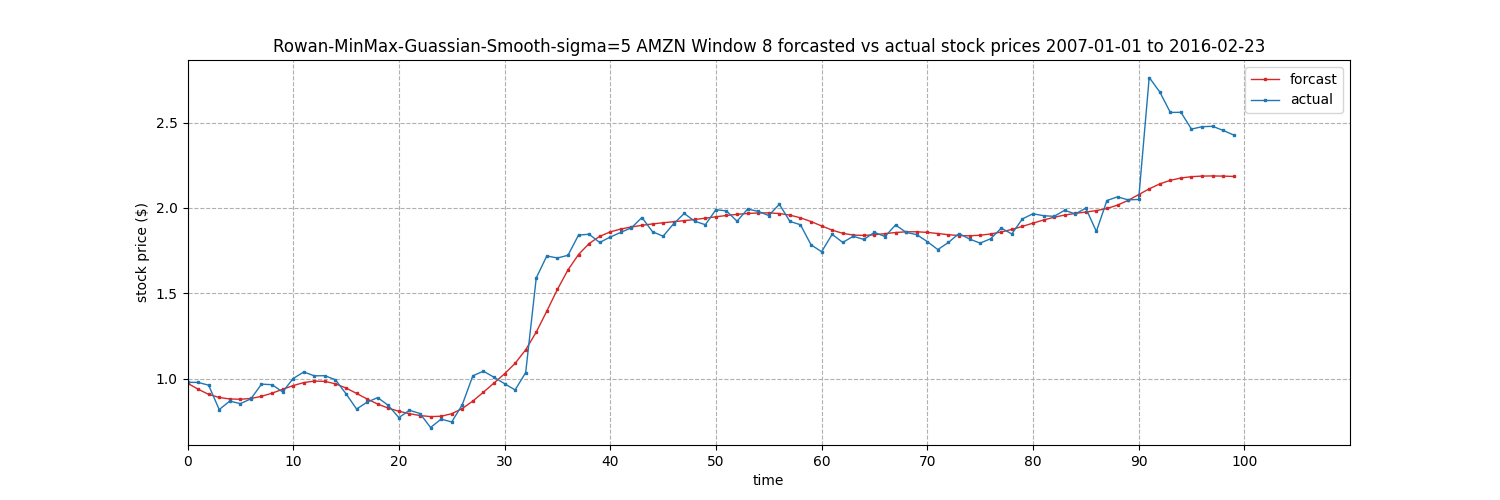 Rowan-MinMax-Guassian-Smooth-sigma=5 AMZN Window 8 forcasted vs actual stock prices 2007-01-01 to 2016-02-23
forcast
actual
2.5
2.0
1.5
1.0
stock price ($)
0 10 20 30 40 50 60 70 80 90 100
time